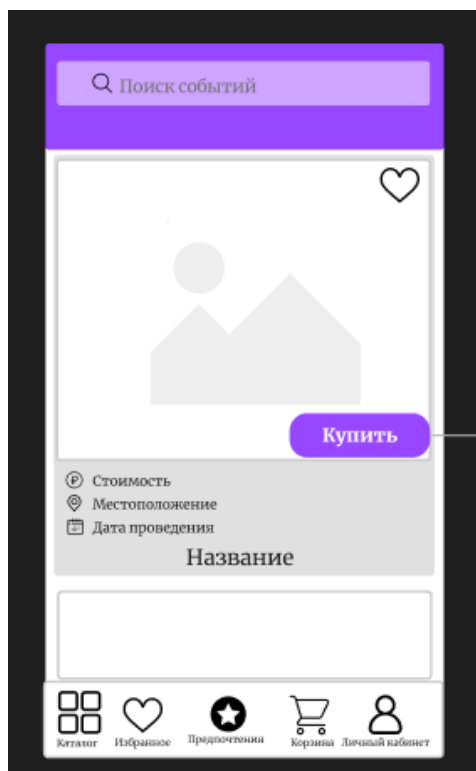 Поиск событий
Купить
Стоимость
Местоположение
Дата проведения
Название
Каталог
Избранное
Предпочтения
Корзина
Личный кабинет